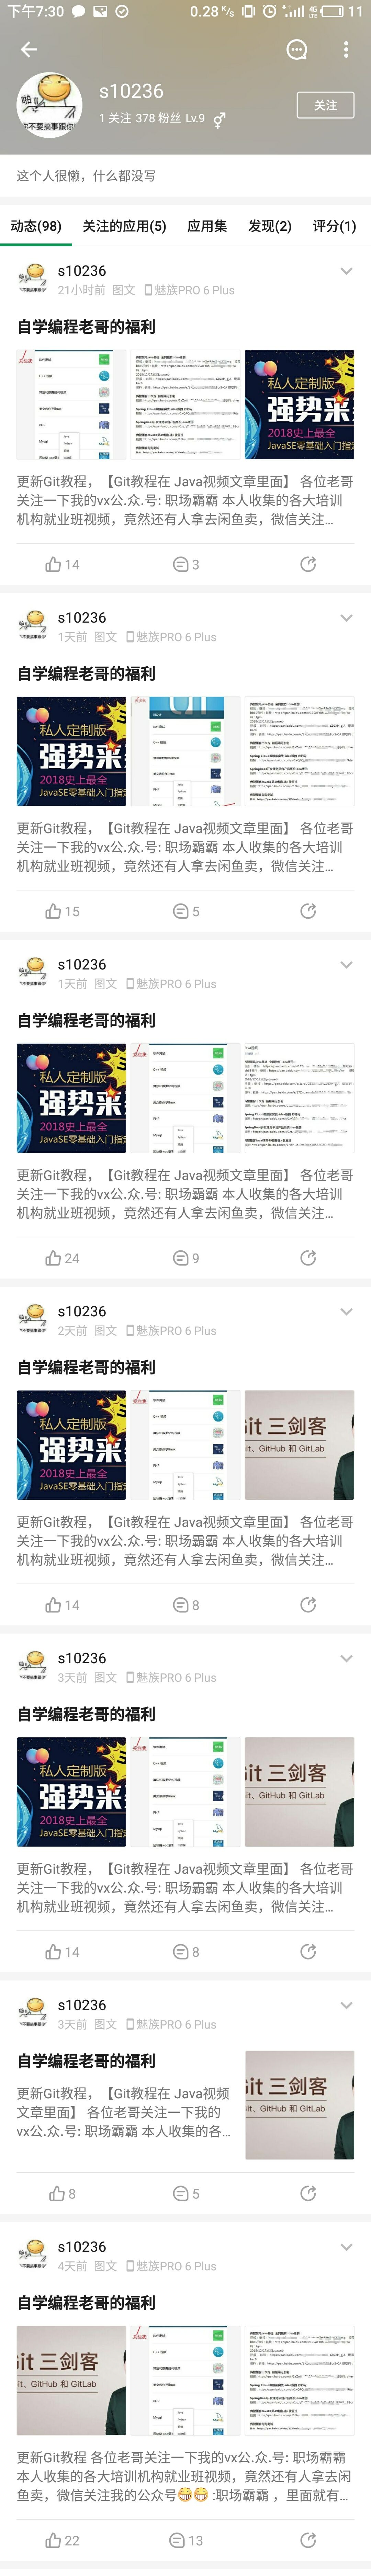 下午7:30 0.28 K/s 4G LTE 11
s10236
1 关注 378 粉丝 Lv.9
关注
这个人很懒，什么都没写
动态(98) 关注的应用(5) 应用集 发现(2) 评分(1)
s10236
21小时前 图文 魅族PRO 6 Plus
自学编程老哥的福利
私人定制版
强势来
2018史上最全
JavaSE零基础入门指定
更新Git教程，【Git教程在 Java视频文章里面】 各位老哥
关注一下我的vx公.众.号: 职场霸霸 本人收集的各大培训
机构就业班视频，竟然还有人拿去闲鱼卖，微信关注...
14 3
s10236
1天前 图文 魅族PRO 6 Plus
自学编程老哥的福利
私人定制版
强势来
2018史上最全
JavaSE零基础入门指定
更新Git教程，【Git教程在 Java视频文章里面】 各位老哥
关注一下我的vx公.众.号: 职场霸霸 本人收集的各大培训
机构就业班视频，竟然还有人拿去闲鱼卖，微信关注...
15 5
s10236
1天前 图文 魅族PRO 6 Plus
自学编程老哥的福利
私人定制版
强势来
2018史上最全
JavaSE零基础入门指定
更新Git教程，【Git教程在 Java视频文章里面】 各位老哥
关注一下我的vx公.众.号: 职场霸霸 本人收集的各大培训
机构就业班视频，竟然还有人拿去闲鱼卖，微信关注...
24 9
s10236
2天前 图文 魅族PRO 6 Plus
自学编程老哥的福利
私人定制版
强势来
2018史上最全
JavaSE零基础入门指定
it 三剑客
it、GitHub 和 GitLab
更新Git教程，【Git教程在 Java视频文章里面】 各位老哥
关注一下我的vx公.众.号: 职场霸霸 本人收集的各大培训
机构就业班视频，竟然还有人拿去闲鱼卖，微信关注...
14 8
s10236
3天前 图文 魅族PRO 6 Plus
自学编程老哥的福利
私人定制版
强势来
2018史上最全
JavaSE零基础入门指定
it 三剑客
it、GitHub 和 GitLab
更新Git教程，【Git教程在 Java视频文章里面】 各位老哥
关注一下我的vx公.众.号: 职场霸霸 本人收集的各大培训
机构就业班视频，竟然还有人拿去闲鱼卖，微信关注...
14 8
s10236
3天前 图文 魅族PRO 6 Plus
自学编程老哥的福利
更新Git教程，【Git教程在 Java视频
文章里面】 各位老哥关注一下我的
vx公.众.号: 职场霸霸 本人收集的各...
it 三剑客
it、GitHub 和 GitLab
8 5
s10236
4天前 图文 魅族PRO 6 Plus
自学编程老哥的福利
it 三剑客
it、GitHub 和 GitLab
更新Git教程 各位老哥关注一下我的vx公.众.号: 职场霸霸
本人收集的各大培训机构就业班视频，竟然还有人拿去闲
鱼卖，微信关注我的公众号😁😁 :职场霸霸 ，里面就有...
22 13